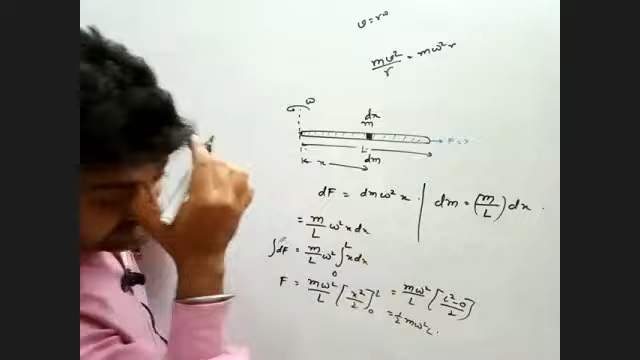 v = rω
mv²/r = mω²r
ω
dx
m
F = ?
L
x
dm
dF = dm ω² x | dm = (m/L) dx.
= m/L ω² x dx
∫dF = m/L ω² ∫₀ᴸ x dx
F = mω²/L [x²/2]₀ᴸ = mω²/L [L²-0/2]
= 1/2 mω²L.